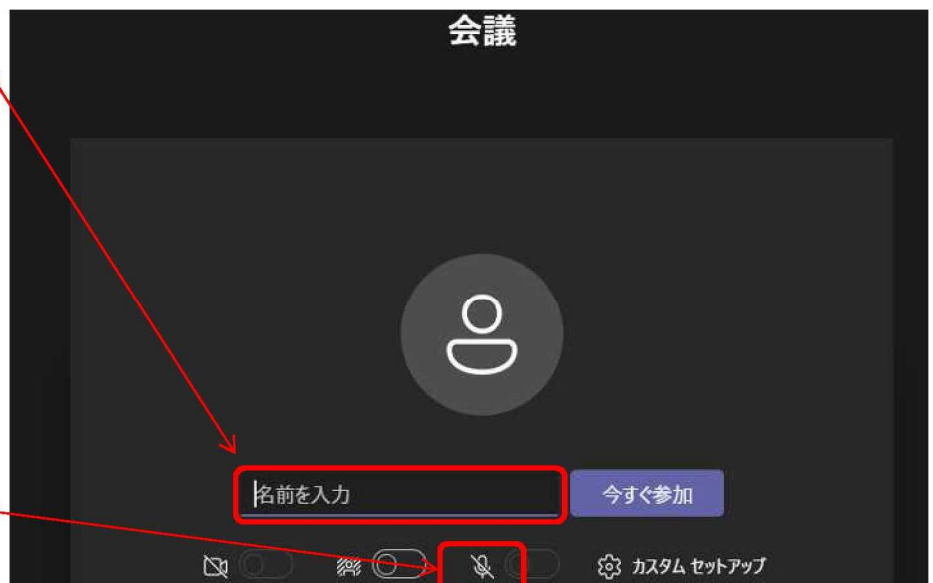 会議
名前を入力
今すぐ参加
カスタム セットアップ